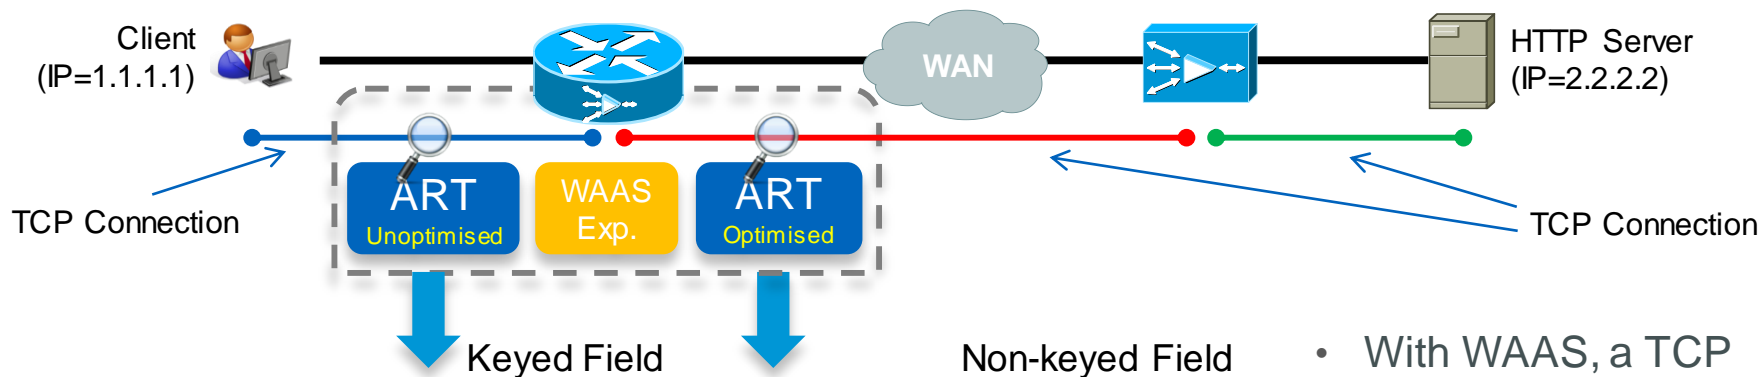 Client
(IP=1.1.1.1)
WAN
HTTP Server
(IP=2.2.2.2)
ART
Unoptimised
WAAS
Exp.
ART
Optimised
TCP Connection
TCP Connection
Keyed Field
Non-keyed Field
• With WAAS, a TCP